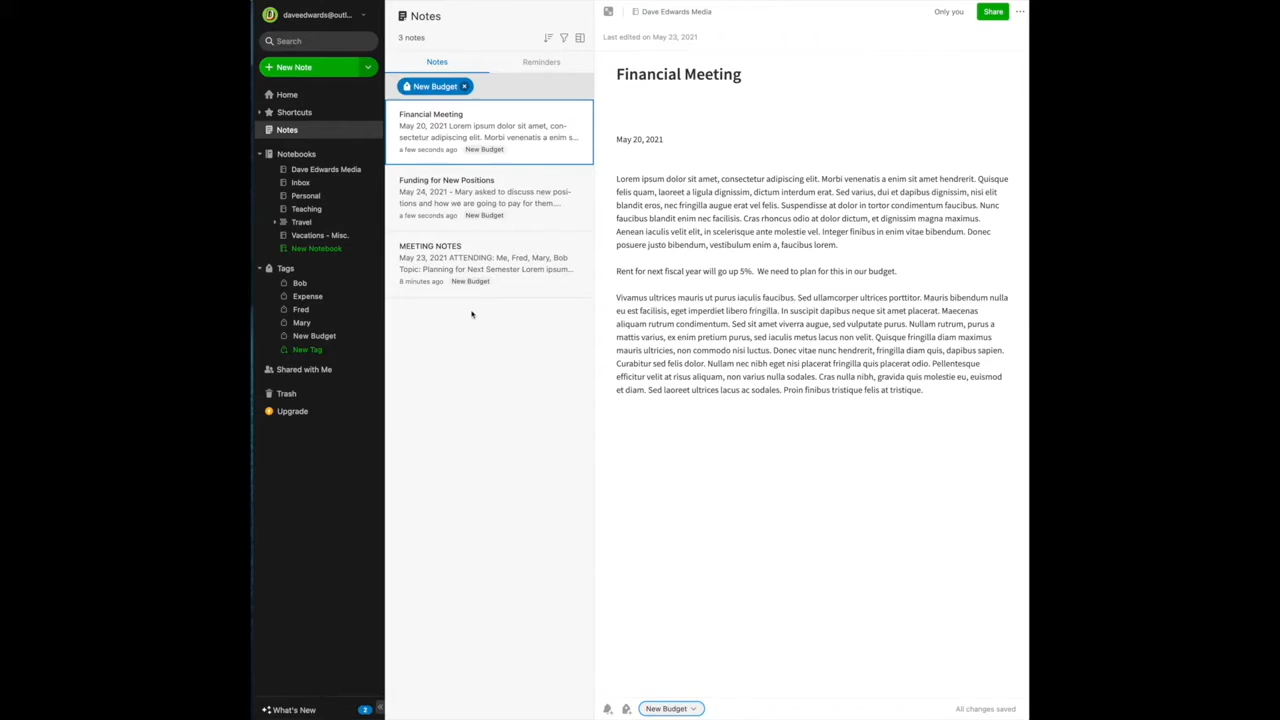 daveedwards@outl...
Search
New Note
Home
Shortcuts
Notes
Notebooks
Dave Edwards Media
Inbox
Personal
Teaching
Travel
Vacations - Misc.
New Notebook
Tags
Bob
Expense
Fred
Mary
New Budget
New Tag
Shared with Me
Trash
Upgrade
What's New
2
Notes
3 notes
Notes
Reminders
New Budget
Financial Meeting
May 20, 2021 Lorem ipsum dolor sit amet, con-
sectetur adipiscing elit. Morbi venenatis a enim s...
a few seconds ago New Budget
Funding for New Positions
May 24, 2021 - Mary asked to discuss new posi-
tions and how we are going to pay for them....
a few seconds ago New Budget
MEETING NOTES
May 23, 2021 ATTENDING: Me, Fred, Mary, Bob
Topic: Planning for Next Semester Lorem ipsum...
8 minutes ago New Budget
Dave Edwards Media
Only you
Share
Last edited on May 23, 2021
Financial Meeting
May 20, 2021
Lorem ipsum dolor sit amet, consectetur adipiscing elit. Morbi venenatis a enim sit amet hendrerit. Quisque
felis quam, laoreet a ligula dignissim, dictum interdum erat. Sed varius, dui et dapibus dignissim, nisi elit
blandit eros, nec fringilla augue erat vel felis. Suspendisse at dolor in tortor condimentum faucibus. Nunc
faucibus blandit enim nec facilisis. Cras rhoncus odio at dolor dictum, et dignissim magna maximus.
Aenean iaculis velit elit, in scelerisque ante molestie vel. Integer finibus in enim vitae bibendum. Donec
posuere justo bibendum, vestibulum enim a, faucibus lorem.
Rent for next fiscal year will go up 5%. We need to plan for this in our budget.
Vivamus ultrices mauris ut purus iaculis faucibus. Sed ullamcorper ultrices porttitor. Mauris bibendum nulla
eu est facilisis, eget imperdiet libero fringilla. In suscipit dapibus neque sit amet placerat. Maecenas
aliquam rutrum condimentum. Sed sit amet viverra augue, sed vulputate purus. Nullam rutrum, purus a
mattis varius, ex enim pretium purus, sed iaculis metus lacus non velit. Quisque fringilla diam maximus
mauris ultricies, non commodo nisi luctus. Donec vitae nunc hendrerit, fringilla diam quis, dapibus sapien.
Curabitur sed felis dolor. Nullam nec nibh eget nisi placerat fringilla quis placerat odio. Pellentesque
efficitur velit at risus aliquam, non varius nulla sodales. Cras nulla nibh, gravida quis molestie eu, euismod
et diam. Sed laoreet ultrices lacus ac sodales. Proin finibus tristique felis at tristique.
New Budget
All changes saved